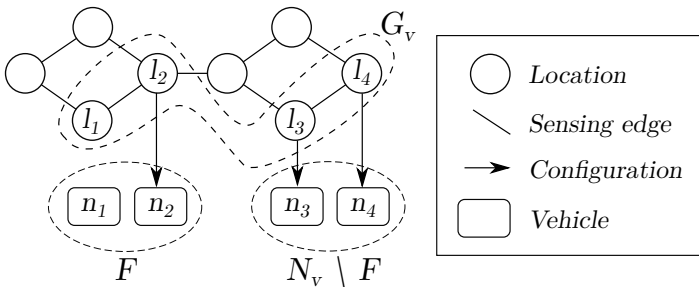 G_v
l_2
l_4
l_1
l_3
n_1
n_2
n_3
n_4
F
N_v \ F
Location
Sensing edge
Configuration
Vehicle